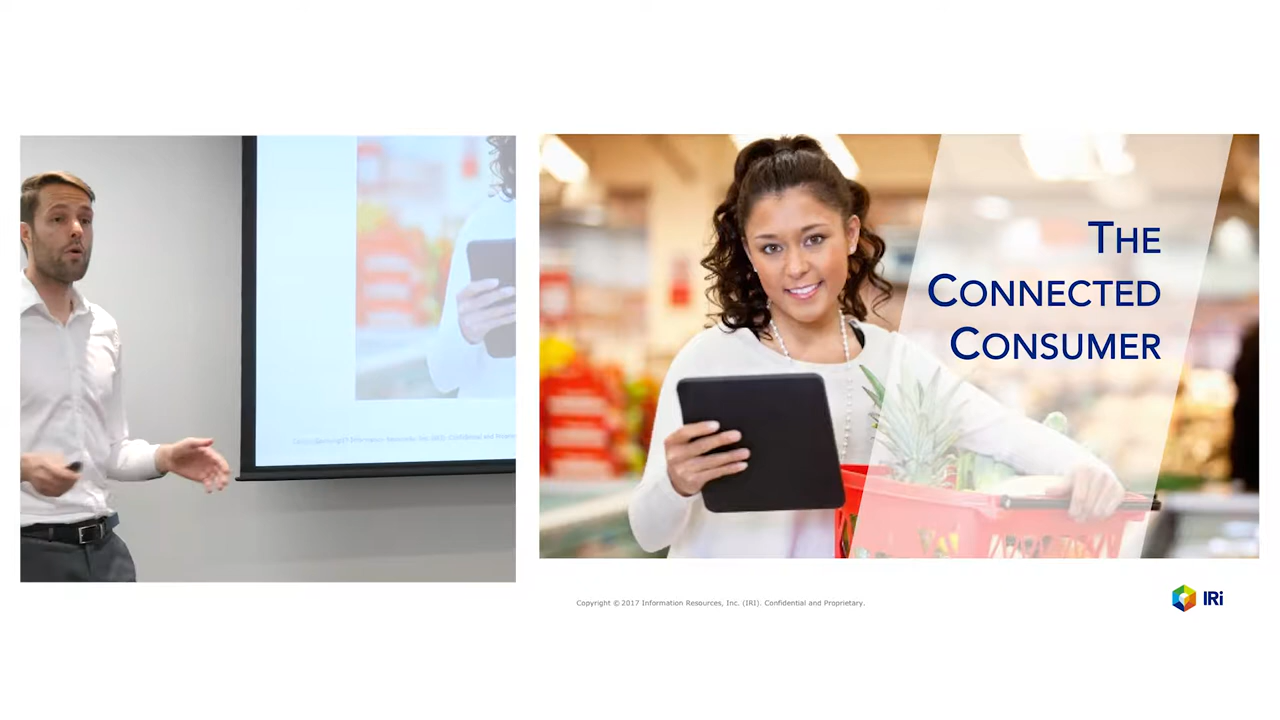 THE
CONNECTED
CONSUMER
Copyright © 2017 Information Resources, Inc. (IRI). Confidential and Proprietary.
IRi